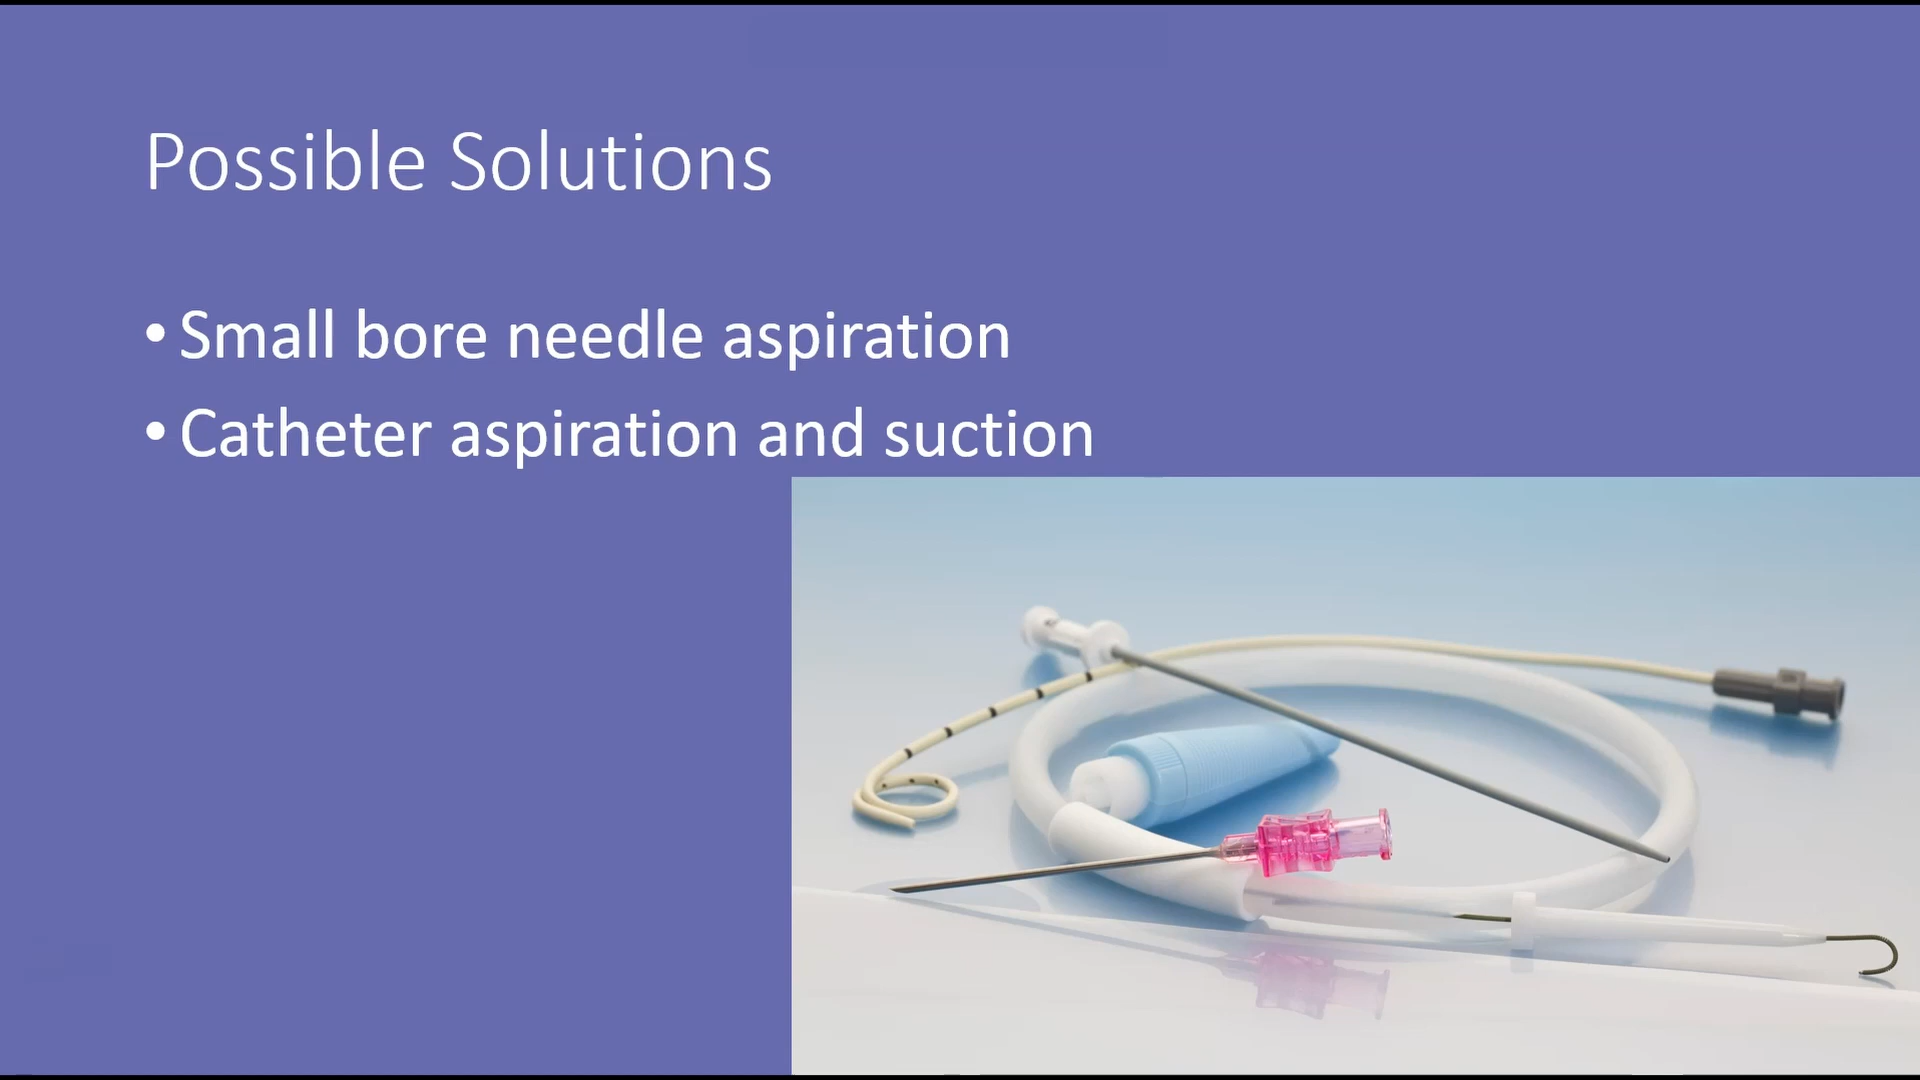 Possible Solutions
• Small bore needle aspiration
• Catheter aspiration and suction